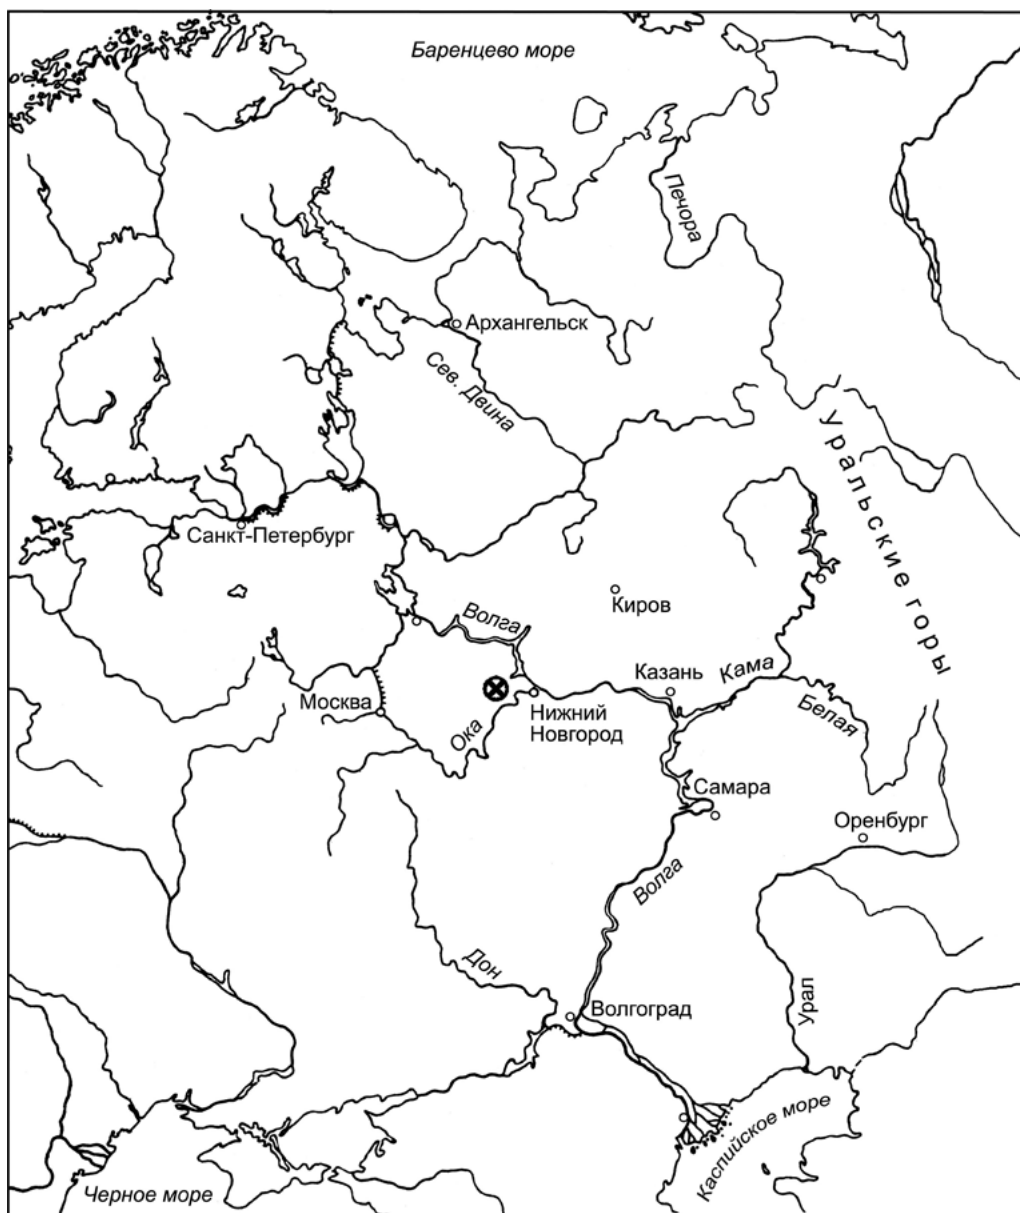 Баренцево море
Печора
Архангельск
Сев. Двина
Уральские горы
Санкт-Петербург
Киров
Волга
Казань
Кама
Москва
Ока
Нижний
Новгород
Белая
Самара
Оренбург
Волга
Дон
Волгоград
Урал
Каспийское море
Черное море